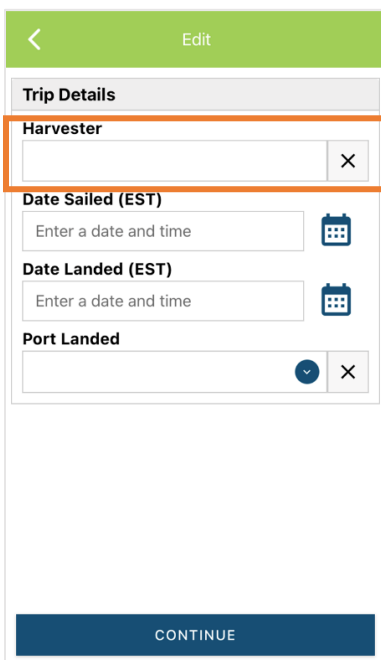 Edit
Trip Details
Harvester
Date Sailed (EST)
Enter a date and time
Date Landed (EST)
Enter a date and time
Port Landed
CONTINUE